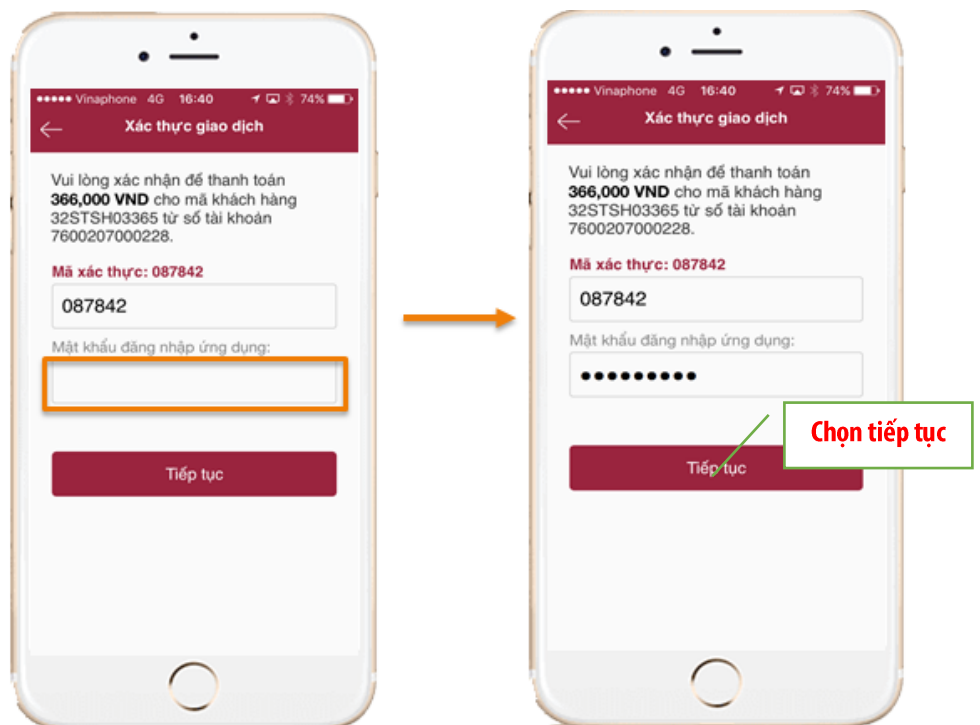 Vinaphone 4G 16:40 74%
Xác thực giao dịch
Vui lòng xác nhận để thanh toán
366,000 VND cho mã khách hàng
32STSH03365 từ số tài khoản
7600207000228.
Mã xác thực: 087842
087842
Mật khẩu đăng nhập ứng dụng:
Tiếp tục
Vinaphone 4G 16:40 74%
Xác thực giao dịch
Vui lòng xác nhận để thanh toán
366,000 VND cho mã khách hàng
32STSH03365 từ số tài khoản
7600207000228.
Mã xác thực: 087842
087842
Mật khẩu đăng nhập ứng dụng:
•••••••••
Chọn tiếp tục
Tiếp tục